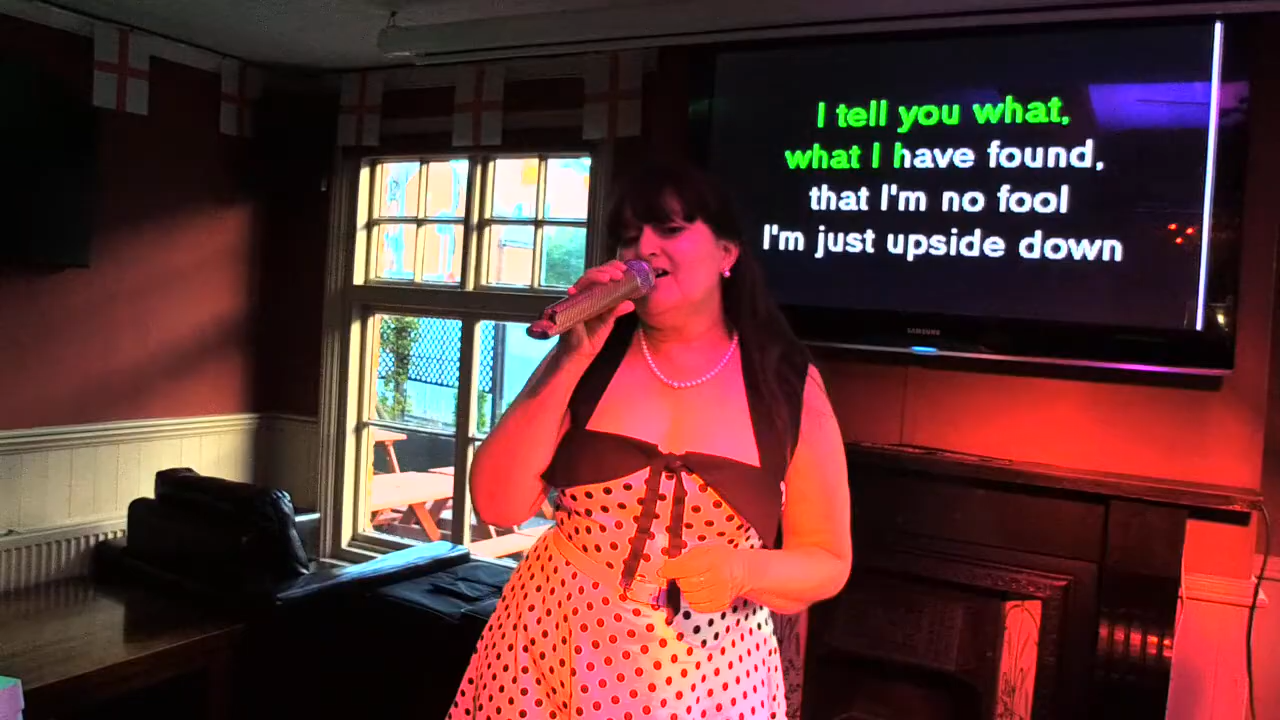 I tell you what,
what I have found,
that I'm no fool
I'm just upside down
SAMSUNG